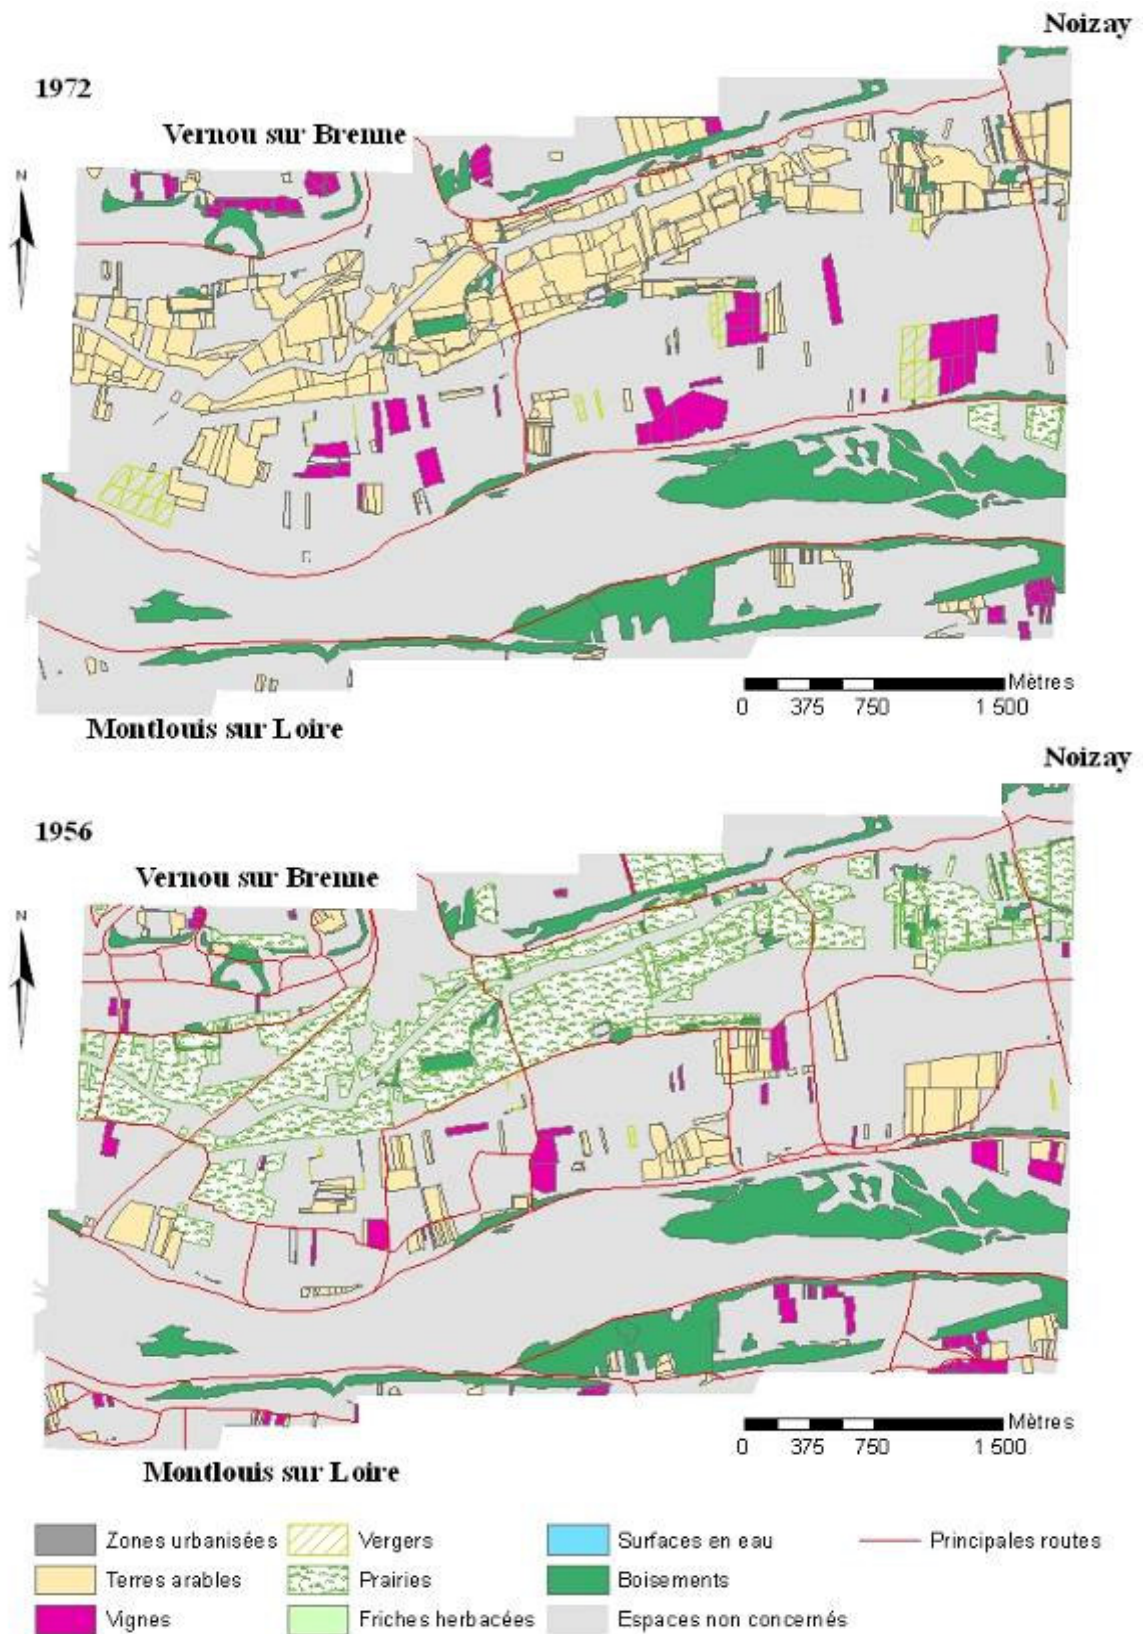 Noizay
1972
Vernou sur Brenne
N
Mètres
0 375 750 1 500
Montlouis sur Loire
Noizay
1956
Vernou sur Brenne
N
Mètres
0 375 750 1 500
Montlouis sur Loire
Zones urbanisées Vergers Surfaces en eau Principales routes
Terres arables Prairies Boisements
Vignes Friches herbacées Espaces non concernés